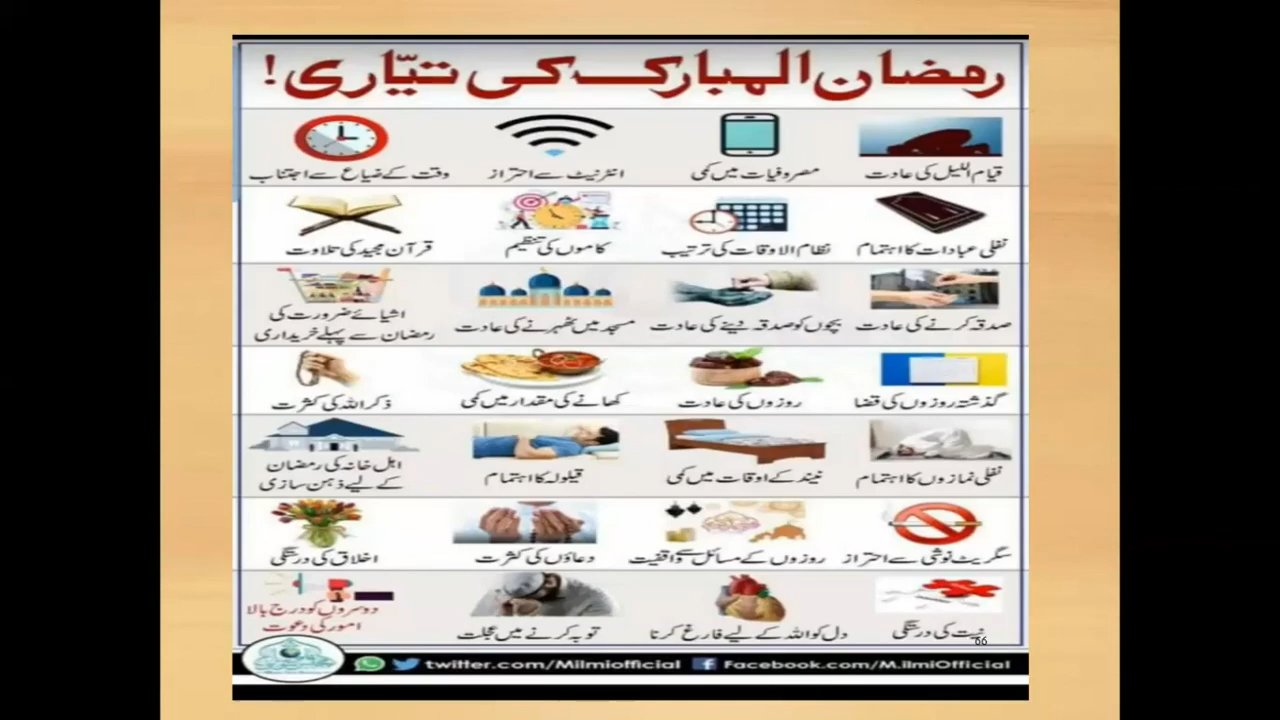 رمضان المبارک کی تیّاری!
قیام اللیل کی عادت
مصروفیات میں کمی
انٹرنیٹ سے احتراز
وقت کے ضیاع سے اجتناب
نفلی عبادات کا اہتمام
نظام الاوقات کی ترتیب
کاموں کی تنظیم
قرآن مجید کی تلاوت
صدقہ کرنے کی عادت
بچوں کو صدقہ دینے کی عادت
مسجد میں ٹھہرنے کی عادت
اشیائے ضرورت کی
رمضان سے پہلے خریداری
گذشتہ روزوں کی قضا
روزوں کی عادت
کھانے کی مقدار میں کمی
ذکر اللہ کی کثرت
نفلی نمازوں کا اہتمام
نیند کے اوقات میں کمی
قیلولہ کا اہتمام
اہل خانہ کی رمضان
کے لیے ذہن سازی
سگریٹ نوشی سے احتراز
روزوں کے مسائل سے واقفیت
دعاؤں کی کثرت
اخلاق کی درستگی
نیت کی درستگی
دل کو اللہ کے لیے فارغ کرنا
توبہ کرنے میں عجلت
دوسروں کو درج بالا
امور کی دعوت
66
twitter.com/Milmiofficial
Facebook.com/M.ilmiOfficial